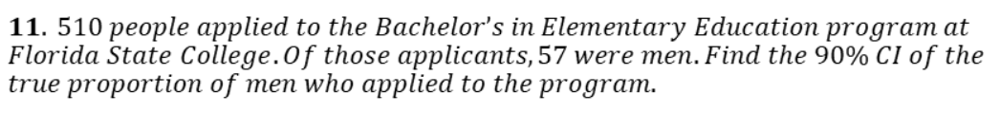 11. 510 people applied to the Bachelor's in Elementary Education program at
Florida State College. Of those applicants, 57 were men. Find the 90% CI of the
true proportion of men who applied to the program.